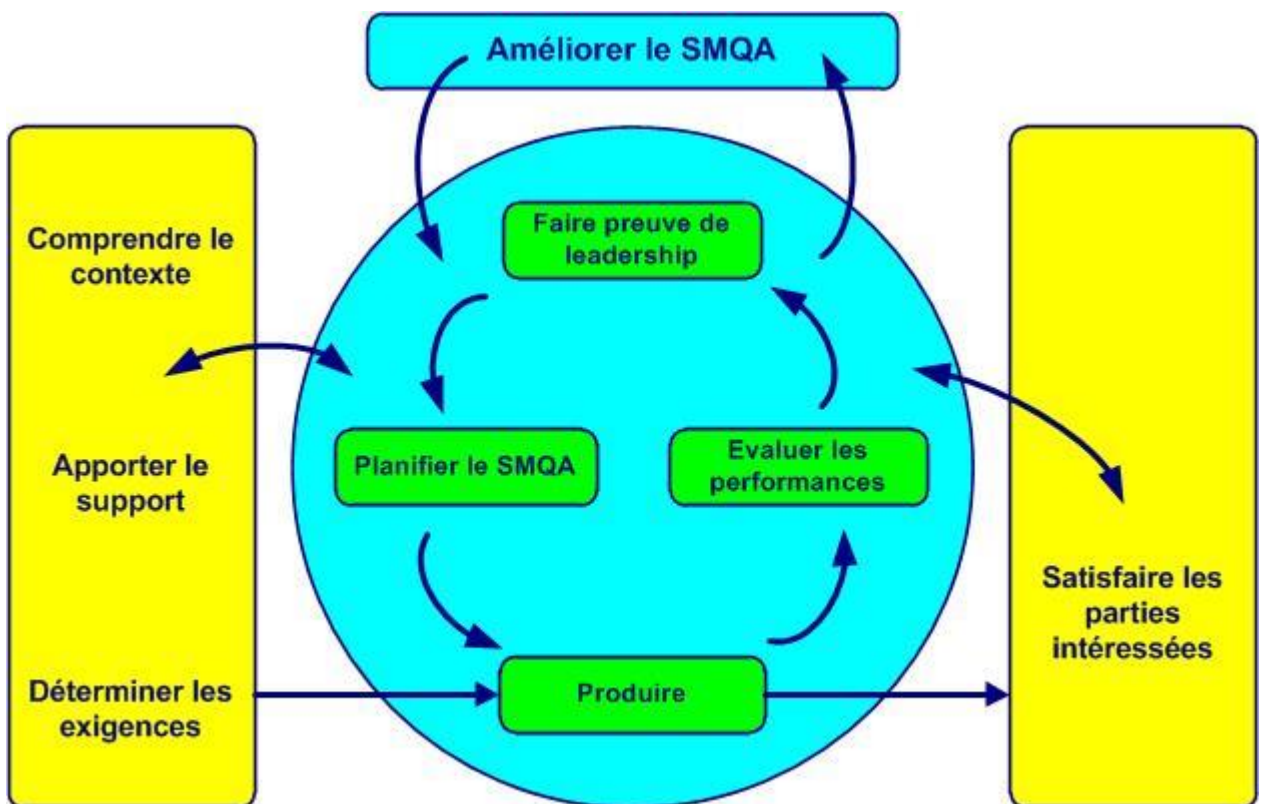 Améliorer le SMQA
Comprendre le
contexte
Apporter le
support
Déterminer les
exigences
Faire preuve de
leadership
Planifier le SMQA
Evaluer les
performances
Produire
Satisfaire les
parties
intéressées